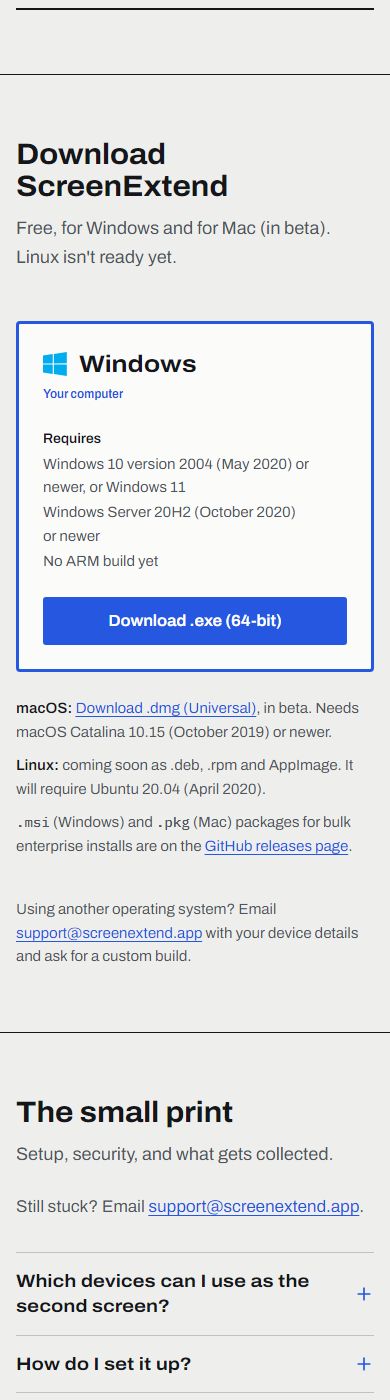 Download
ScreenExtend
Free, for Windows and for Mac (in beta).
Linux isn't ready yet.
Windows
Your computer
Requires
Windows 10 version 2004 (May 2020) or
newer, or Windows 11
Windows Server 20H2 (October 2020)
or newer
No ARM build yet
Download .exe (64-bit)
macOS: Download .dmg (Universal), in beta. Needs
macOS Catalina 10.15 (October 2019) or newer.
Linux: coming soon as .deb, .rpm and AppImage. It
will require Ubuntu 20.04 (April 2020).
.msi (Windows) and .pkg (Mac) packages for bulk
enterprise installs are on the GitHub releases page.
Using another operating system? Email
support@screenextend.app with your device details
and ask for a custom build.
The small print
Setup, security, and what gets collected.
Still stuck? Email support@screenextend.app.
Which devices can I use as the
second screen?
How do I set it up?